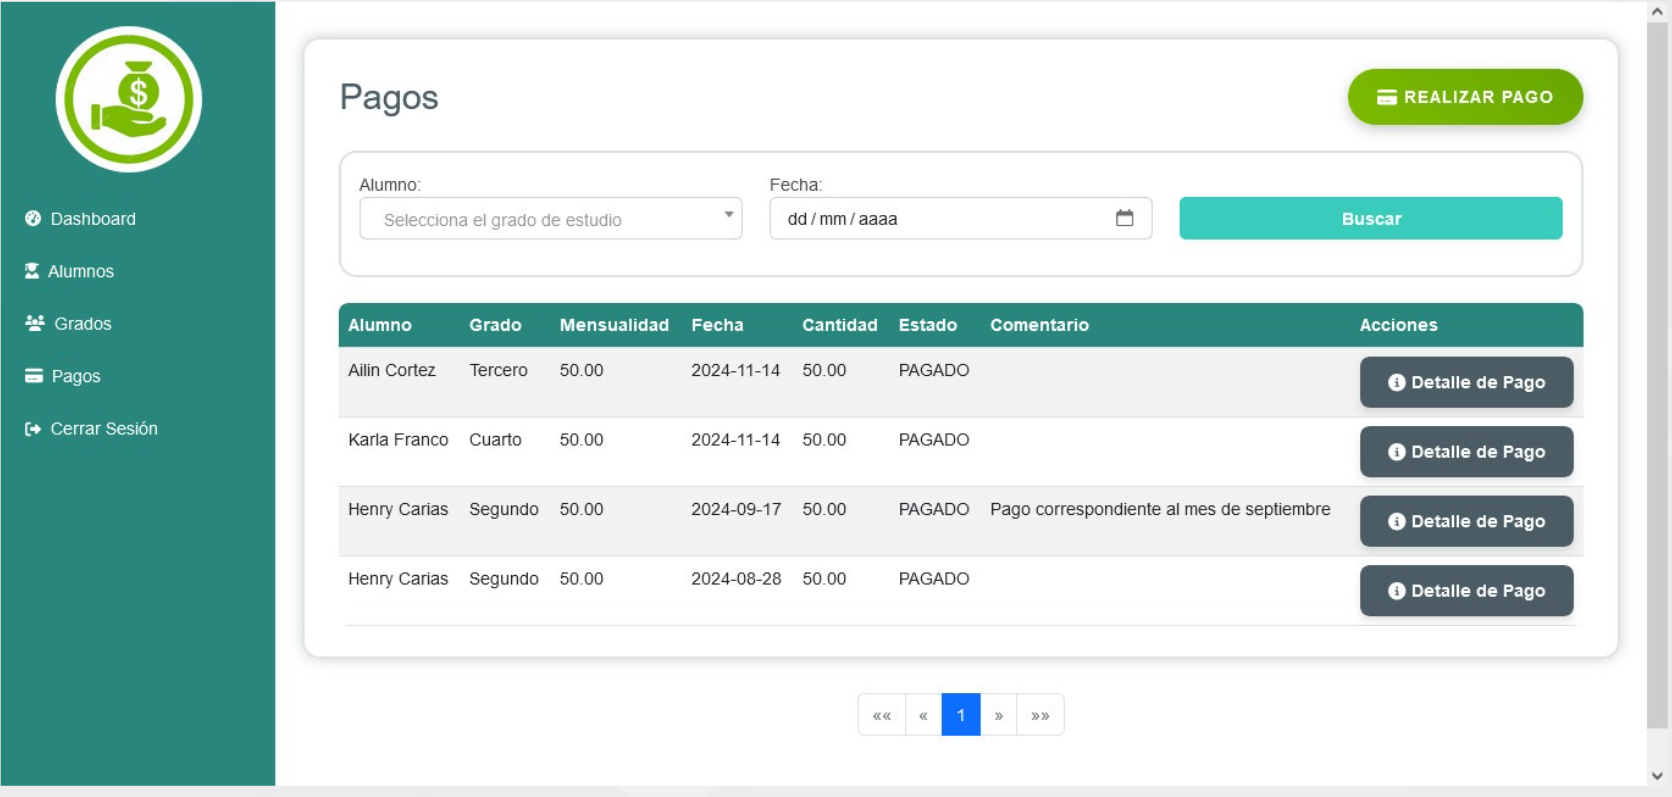 $
Dashboard
Alumnos
Grados
Pagos
Cerrar Sesión
Pagos
REALIZAR PAGO
Alumno: Fecha:
Selecciona el grado de estudio dd / mm / aaaa Buscar
Alumno Grado Mensualidad Fecha Cantidad Estado Comentario Acciones
Ailin Cortez Tercero 50.00 2024-11-14 50.00 PAGADO Detalle de Pago
Karla Franco Cuarto 50.00 2024-11-14 50.00 PAGADO Detalle de Pago
Henry Carias Segundo 50.00 2024-09-17 50.00 PAGADO Pago correspondiente al mes de septiembre Detalle de Pago
Henry Carias Segundo 50.00 2024-08-28 50.00 PAGADO Detalle de Pago
«« « 1 » »»